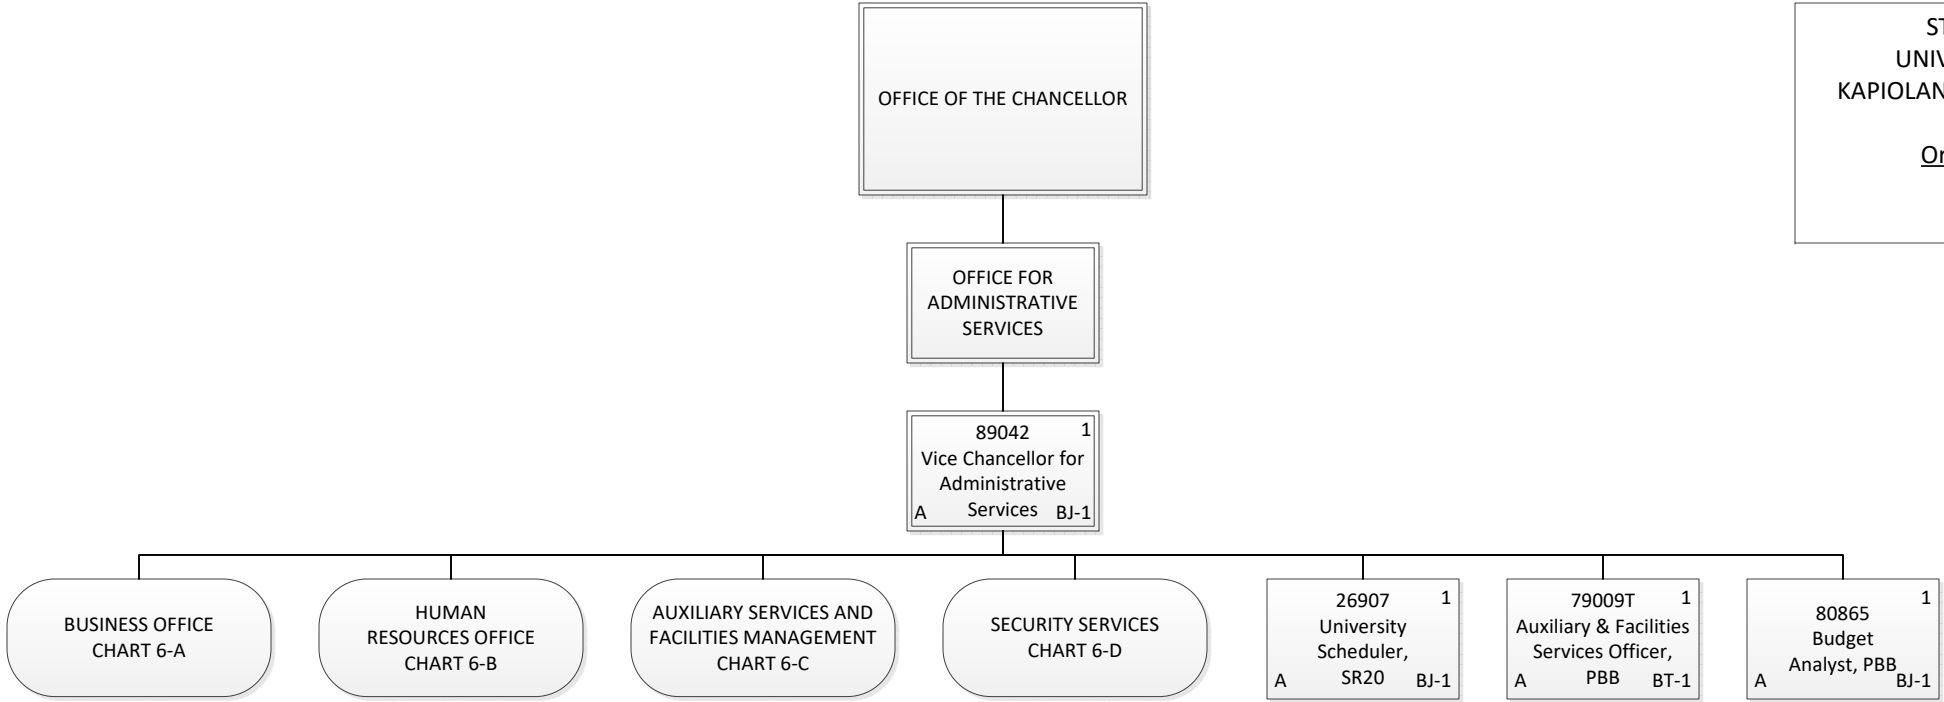 OFFICE OF THE CHANCELLOR
OFFICE FOR
ADMINISTRATIVE
SERVICES
89042 1
Vice Chancellor for
Administrative
A Services BJ-1
BUSINESS OFFICE
CHART 6-A
HUMAN
RESOURCES OFFICE
CHART 6-B
AUXILIARY SERVICES AND
FACILITIES MANAGEMENT
CHART 6-C
SECURITY SERVICES
CHART 6-D
26907 1
University
Scheduler,
A SR20 BJ-1
79009T 1
Auxiliary & Facilities
Services Officer,
A PBB BT-1
1
80865
Budget
Analyst, PBB
A BJ-1